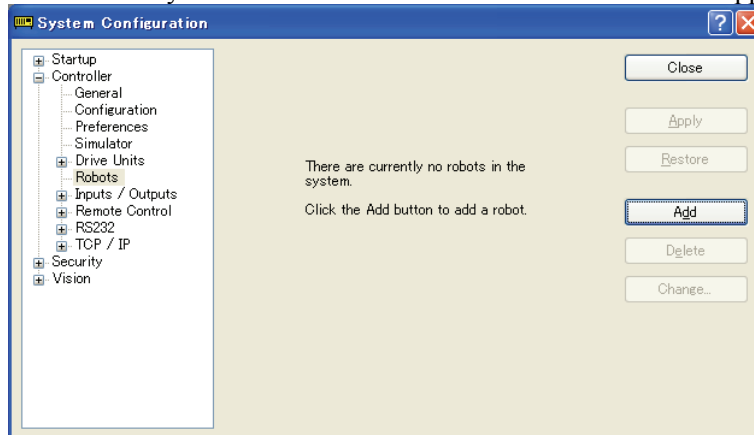 System Configuration
Startup
Controller
General
Configuration
Preferences
Simulator
Drive Units
Robots
Inputs / Outputs
Remote Control
RS232
TCP / IP
Security
Vision
There are currently no robots in the
system.
Click the Add button to add a robot.
Close
Apply
Restore
Add
Delete
Change...